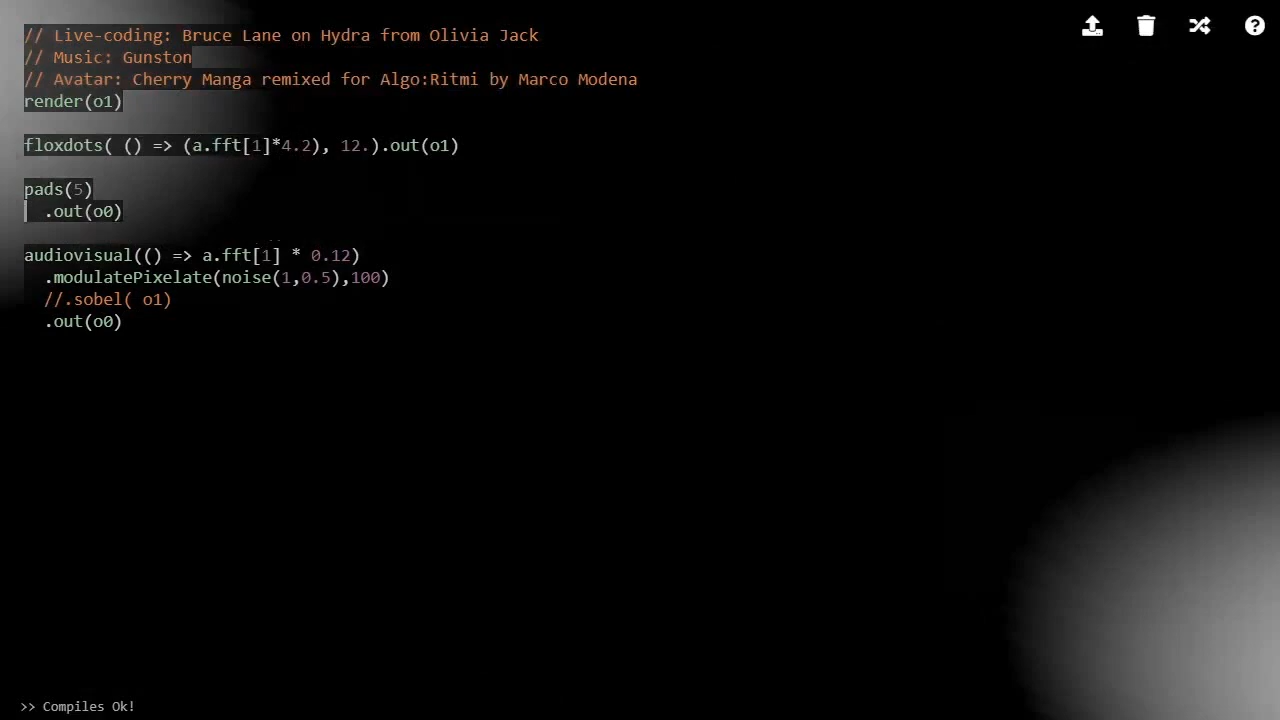 // Live-coding: Bruce Lane on Hydra from Olivia Jack
// Music: Gunston
// Avatar: Cherry Manga remixed for Algo:Ritmi by Marco Modena
render(o1)
floxdots( () => (a.fft[1]*4.2), 12.).out(o1)
pads(5)
.out(o0)
audiovisual(() => a.fft[1] * 0.12)
.modulatePixelate(noise(1,0.5),100)
//.sobel( o1)
.out(o0)
>> Compiles Ok!